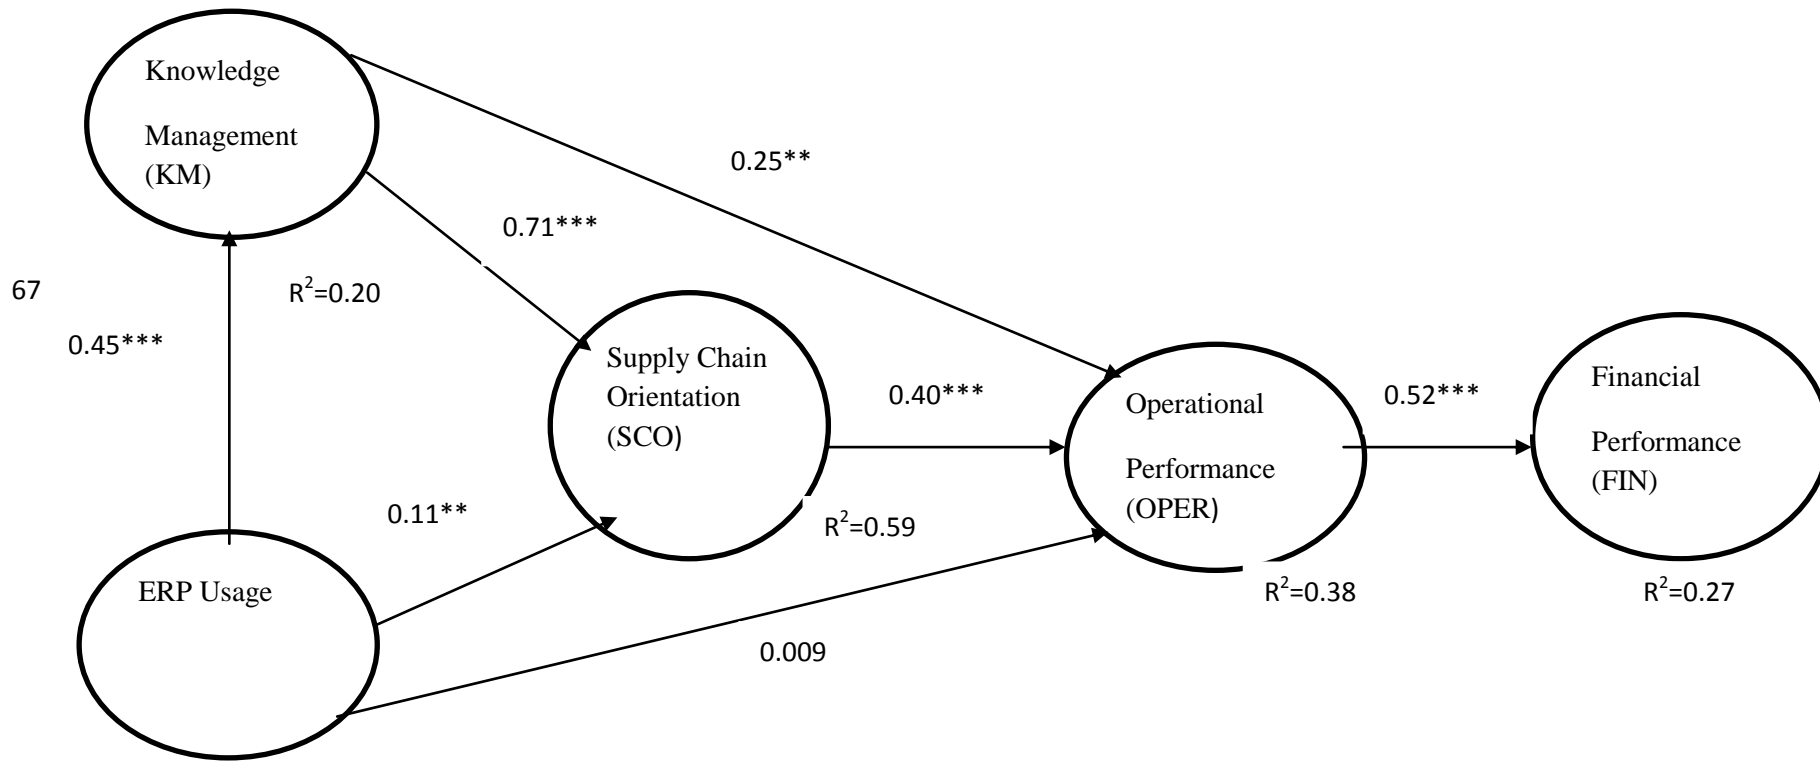 Knowledge
Management
(KM)
0.25**
0.71***
67
R²=0.20
0.45***
Supply Chain
Orientation
(SCO)
0.40***
Operational
Performance
(OPER)
0.52***
Financial
Performance
(FIN)
0.11**
R²=0.59
ERP Usage
R²=0.38
R²=0.27
0.009